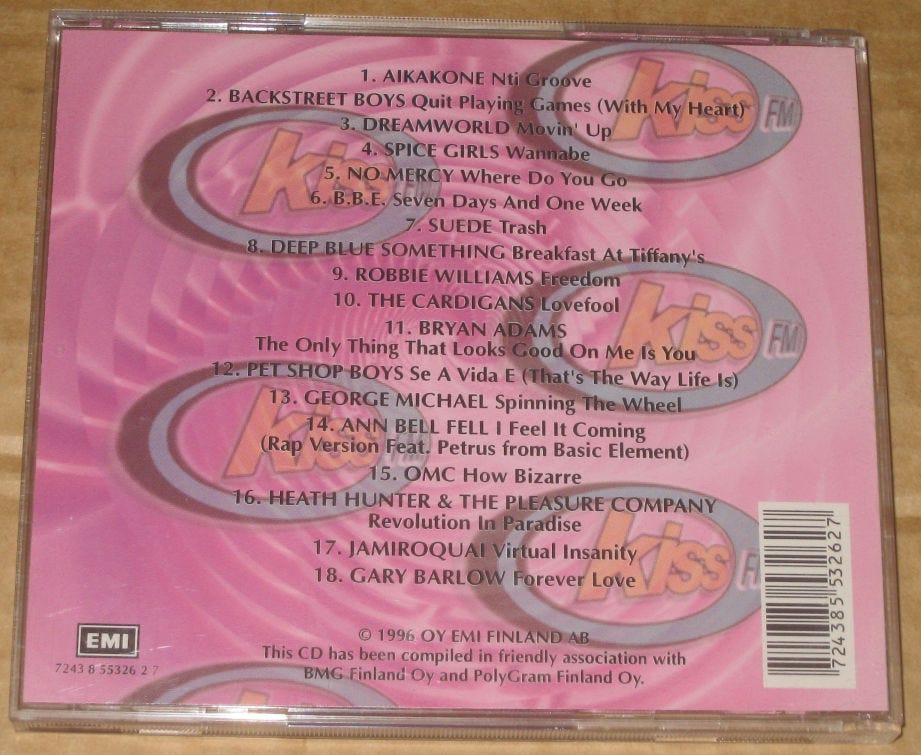 1. AIKAKONE Nti Groove
2. BACKSTREET BOYS Quit Playing Games (With My Heart)
3. DREAMWORLD Movin' Up
4. SPICE GIRLS Wannabe
5. NO MERCY Where Do You Go
6. B.B.E. Seven Days And One Week
7. SUEDE Trash
8. DEEP BLUE SOMETHING Breakfast At Tiffany's
9. ROBBIE WILLIAMS Freedom
10. THE CARDIGANS Lovefool
11. BRYAN ADAMS
The Only Thing That Looks Good On Me Is You
12. PET SHOP BOYS Se A Vida E (That's The Way Life Is)
13. GEORGE MICHAEL Spinning The Wheel
14. ANN BELL FELL I Feel It Coming
(Rap Version Feat. Petrus from Basic Element)
15. OMC How Bizarre
16. HEATH HUNTER & THE PLEASURE COMPANY
Revolution In Paradise
17. JAMIROQUAI Virtual Insanity
18. GARY BARLOW Forever Love
kiss FM
kiss FM
kiss FM
kiss FM
kiss F
EMI
7243 8 55326 2 7
© 1996 OY EMI FINLAND AB
This CD has been compiled in friendly association with
BMG Finland Oy and PolyGram Finland Oy.
7 24385 53262 7